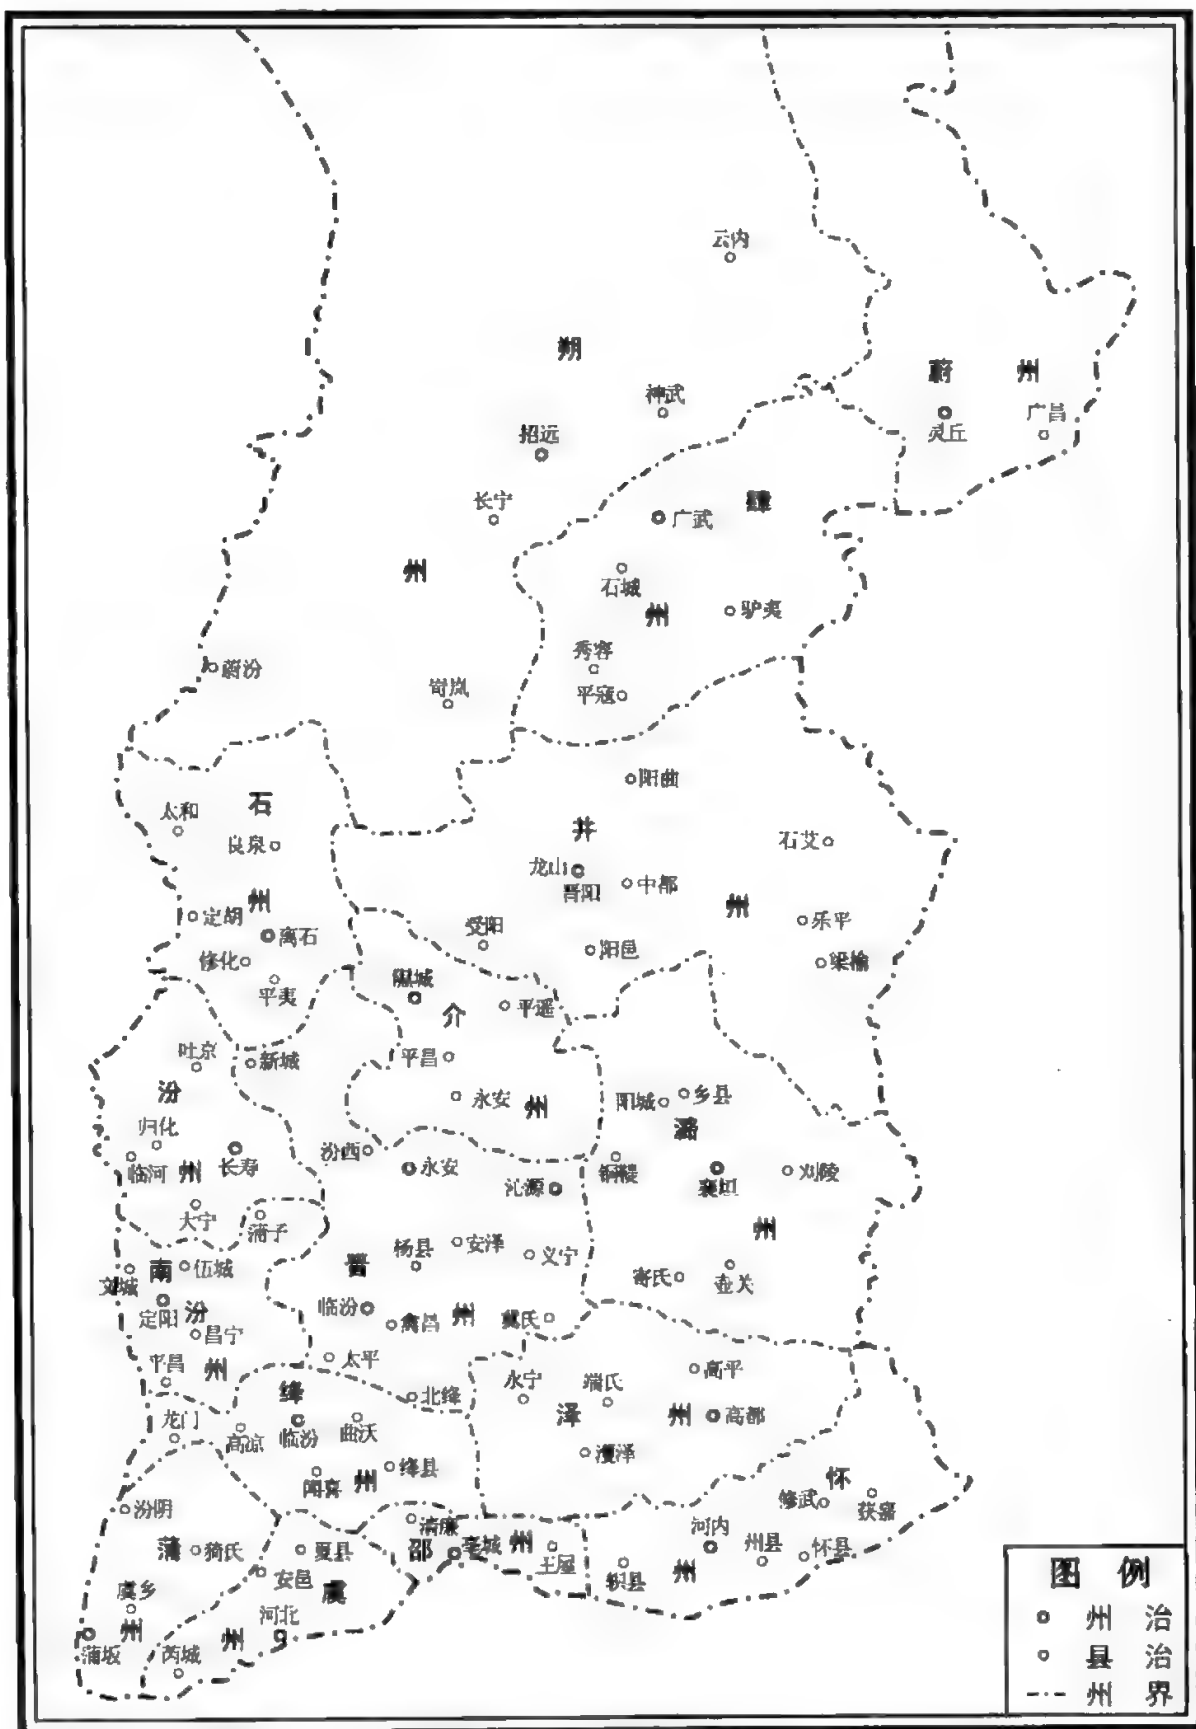 云内
朔
蔚 州
神武
广昌
灵丘
招远
长宁
肆
广武
州
石城
州
驴夷
秀容
蔚汾
岢岚
平寇
阳曲
石
太和
井
良泉
石艾
龙山
晋阳
中都
州
州
定胡
乐平
受阳
离石
阳邑
修化
梁榆
隰城
平夷
介
平遥
吐京
新城
平昌
汾
永安
州
阳城
乡县
归化
潞
汾西
临河
州
长寿
永安
铜鞮
襄垣
刈陵
沁源
大宁
蒲子
州
杨县
安泽
义宁
晋
南
伍城
文城
寄氏
壶关
定阳
汾
临汾
禽昌
州
冀氏
昌宁
太平
平昌
州
高平
永宁
端氏
绛
北绛
龙门
泽
州
高都
高凉
临汾
曲沃
濩泽
绛县
闻喜
州
怀
汾阴
修武
获嘉
清廉
河内
蒲
猗氏
夏县
邵
亳城
州
王屋
州县
怀县
安邑
虞
轵县
州
虞乡
州
河北
州
蒲坂
芮城
图 例
州 治
县 治
州 界